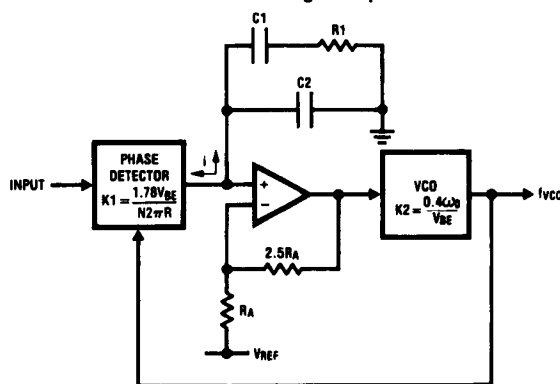 C1
R1
C2
PHASE
DETECTOR
K1 = 1.78VBE
N2πR
i
INPUT
+
−
VCO
K2 = 0.4ω0
VBE
fVCO
2.5RA
RA
VREF